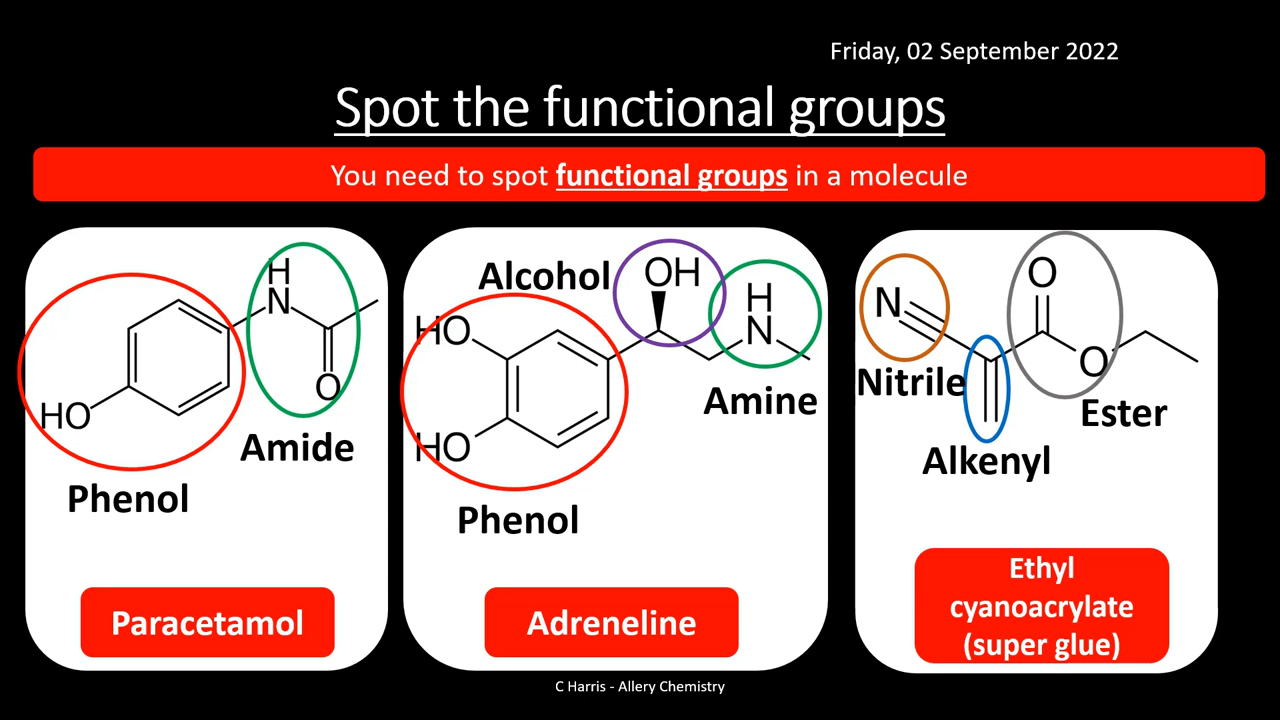 Friday, 02 September 2022
Spot the functional groups
You need to spot functional groups in a molecule
H
N
O
HO
Amide
Phenol
Paracetamol
Alcohol
OH
H
N
HO
HO
Amine
Phenol
Adreneline
N
O
O
Nitrile
Ester
Alkenyl
Ethyl
cyanoacrylate
(super glue)
C Harris - Allery Chemistry